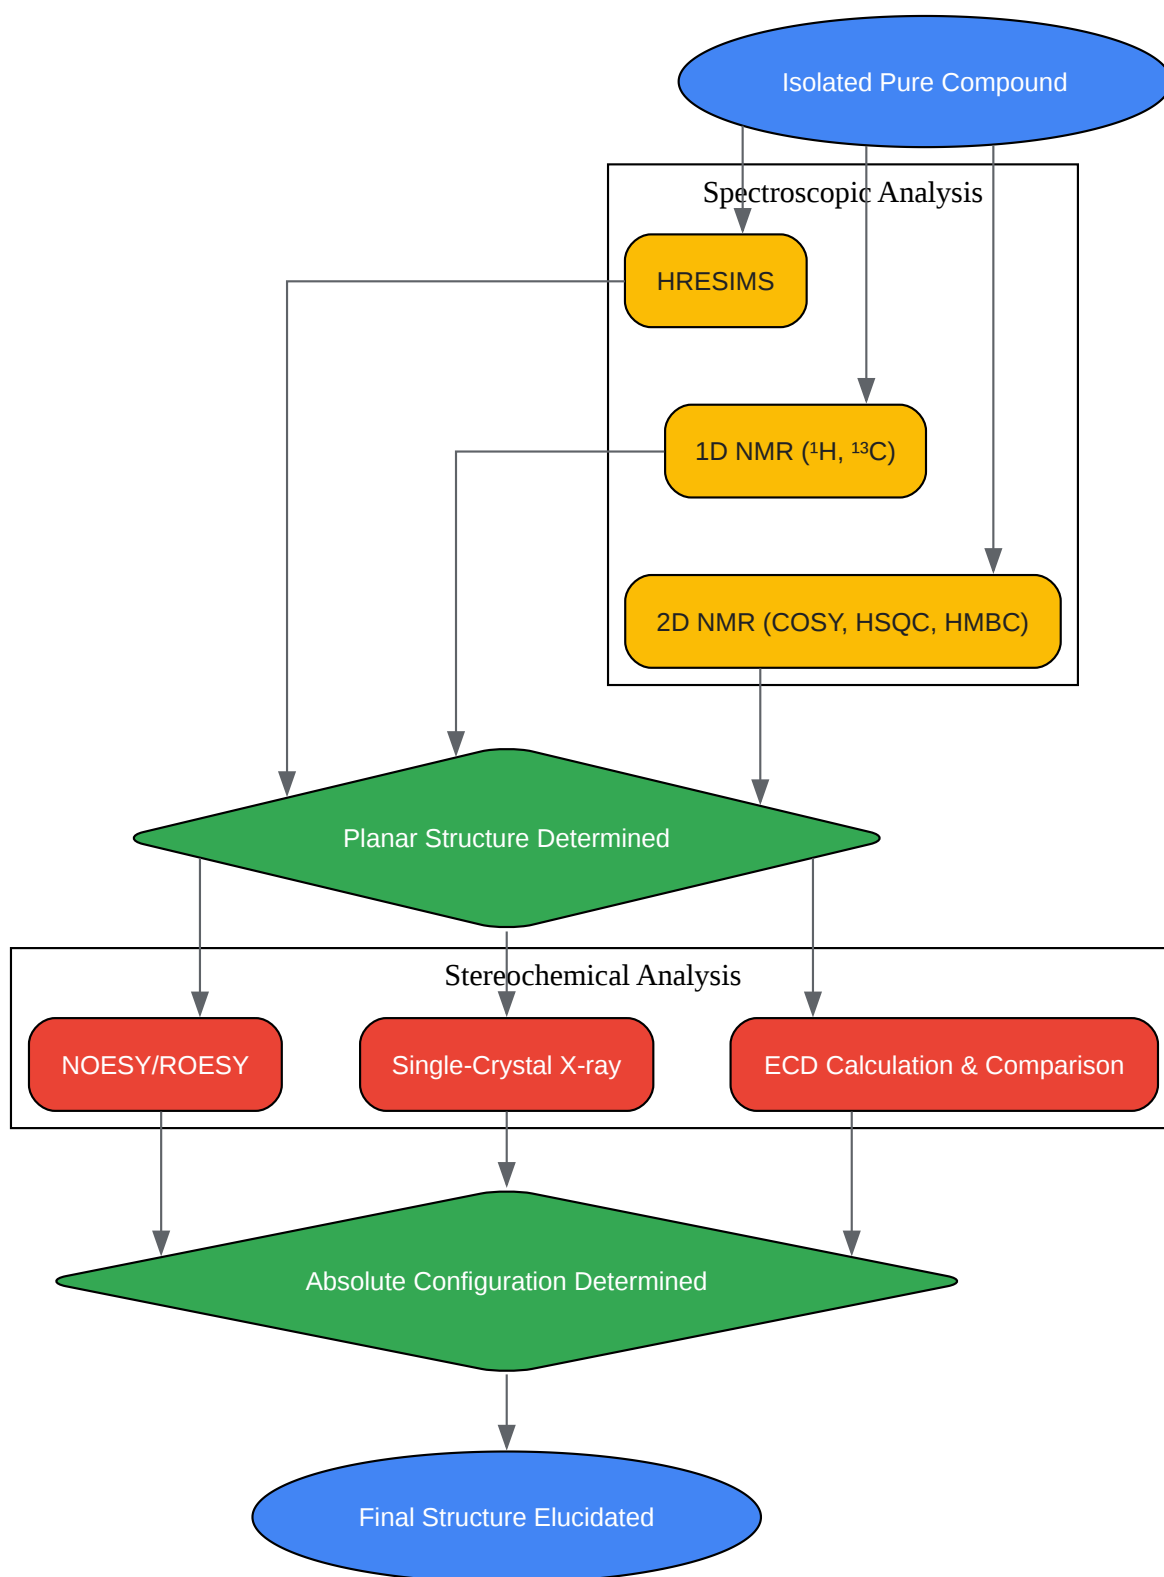 Isolated Pure Compound
Spectroscopic Analysis
HRESIMS
1D NMR (¹H, ¹³C)
2D NMR (COSY, HSQC, HMBC)
Planar Structure Determined
Stereochemical Analysis
NOESY/ROESY
Single-Crystal X-ray
ECD Calculation & Comparison
Absolute Configuration Determined
Final Structure Elucidated